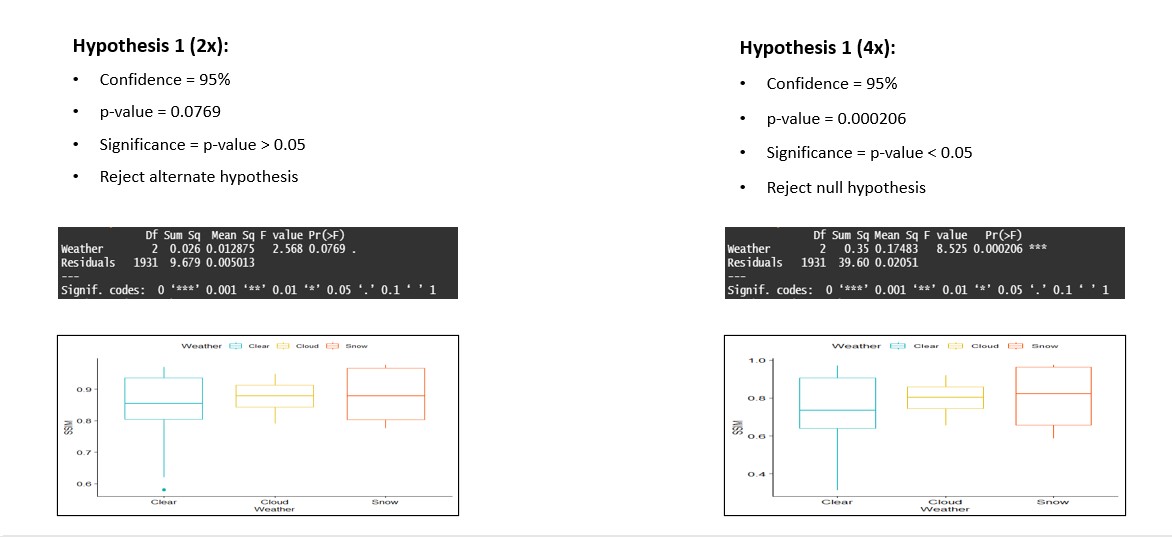 Hypothesis 1 (2x):
• Confidence = 95%
• p-value = 0.0769
• Significance = p-value > 0.05
• Reject alternate hypothesis
Df Sum Sq Mean Sq F value Pr(>F)
Weather 2 0.026 0.012875 2.568 0.0769 .
Residuals 1931 9.679 0.005013
---
Signif. codes: 0 ‘***’ 0.001 ‘**’ 0.01 ‘*’ 0.05 ‘.’ 0.1 ‘ ’ 1
Weather Clear Cloud Snow
0.9
0.8
0.7
0.6
SSIM
Clear Cloud Snow
Weather
Hypothesis 1 (4x):
• Confidence = 95%
• p-value = 0.000206
• Significance = p-value < 0.05
• Reject null hypothesis
Df Sum Sq Mean Sq F value Pr(>F)
Weather 2 0.35 0.17483 8.525 0.000206 ***
Residuals 1931 39.60 0.02051
---
Signif. codes: 0 ‘***’ 0.001 ‘**’ 0.01 ‘*’ 0.05 ‘.’ 0.1 ‘ ’ 1
Weather Clear Cloud Snow
1.0
0.8
0.6
0.4
SSIM
Clear Cloud Snow
Weather